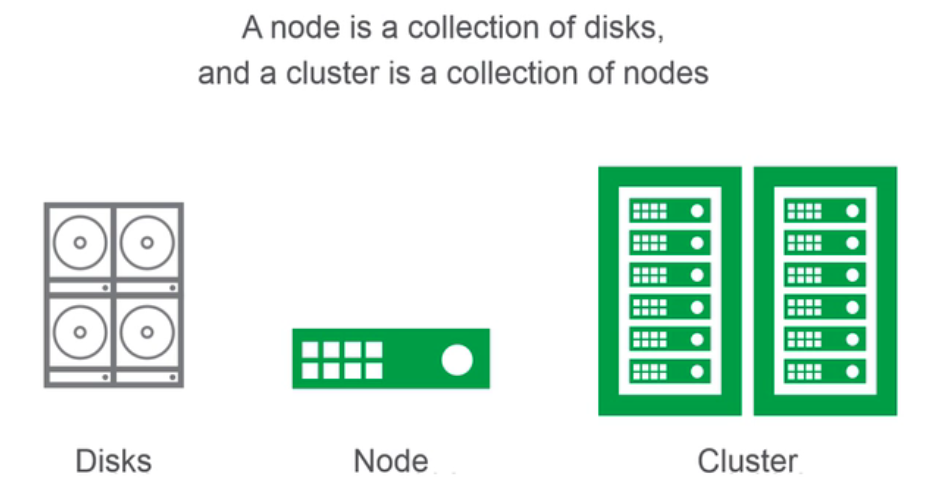 A node is a collection of disks,
and a cluster is a collection of nodes
Disks
Node
Cluster